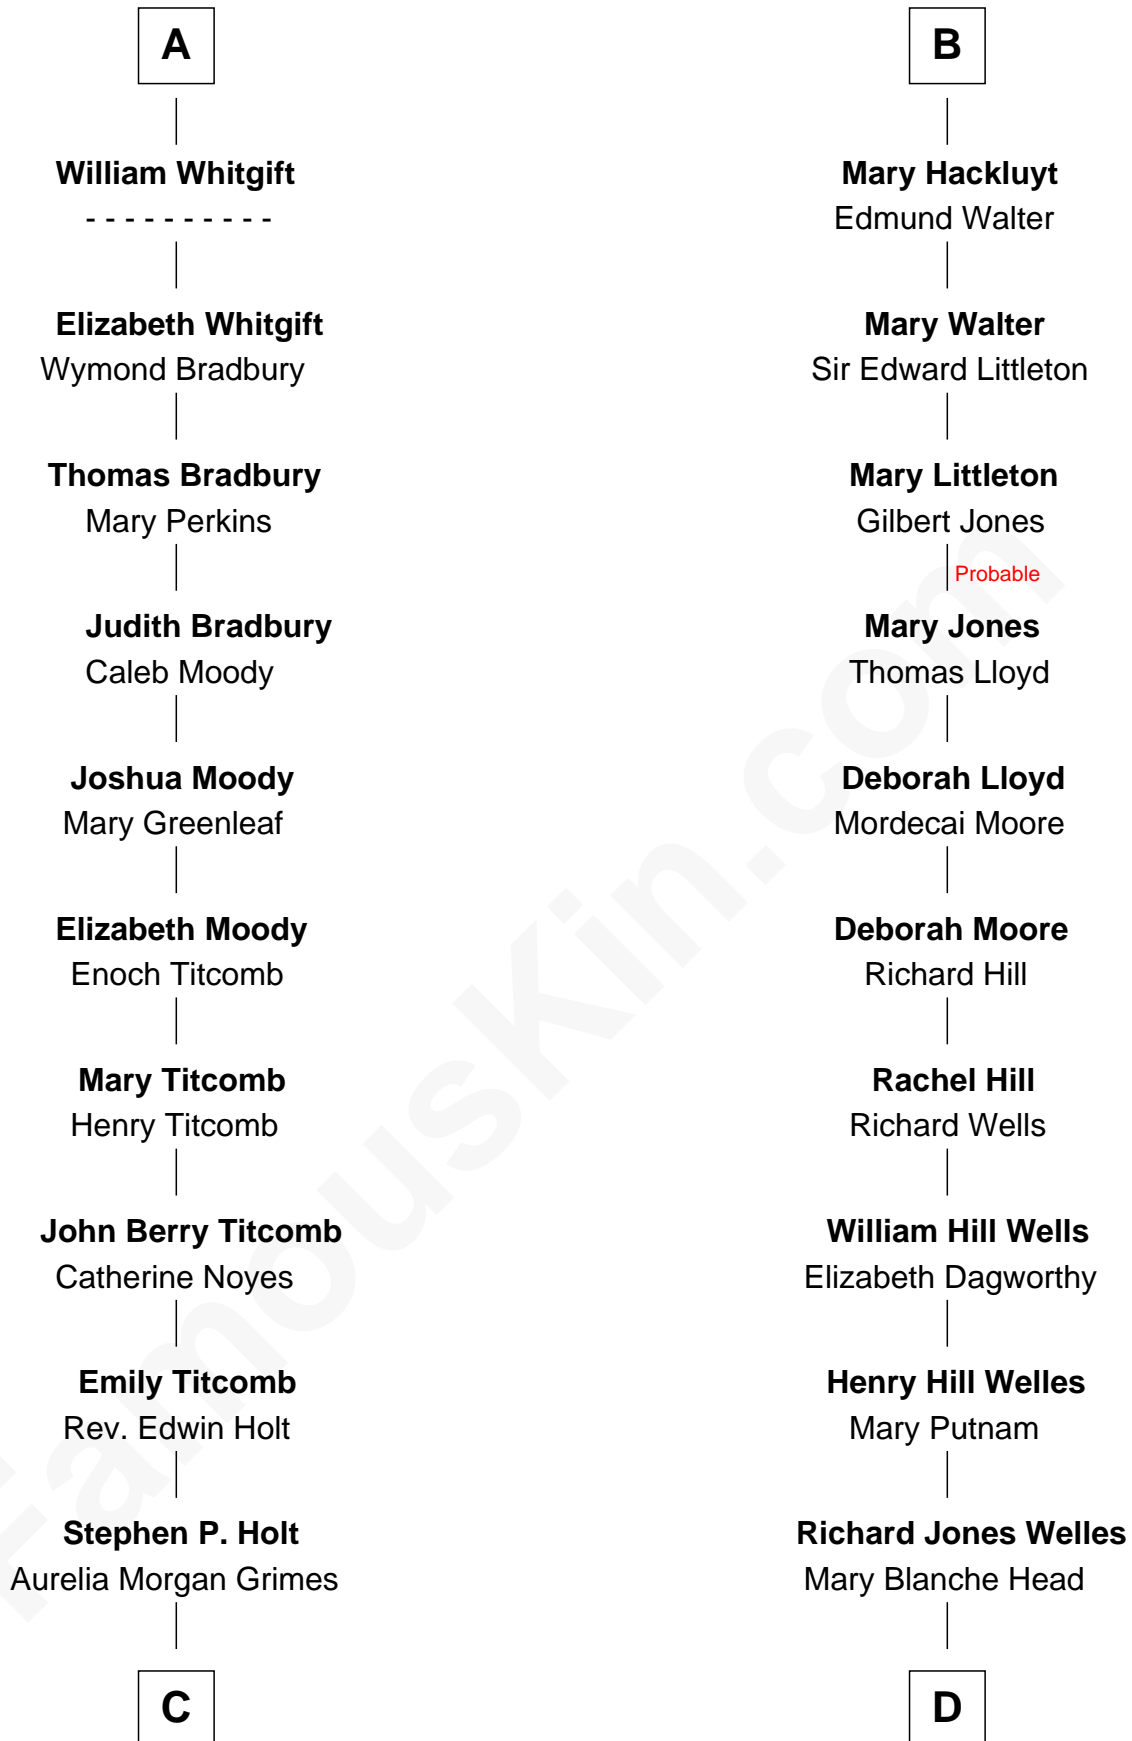 A
William Whitgift
- - - - - - - - - -
Elizabeth Whitgift
Wymond Bradbury
Thomas Bradbury
Mary Perkins
Judith Bradbury
Caleb Moody
Joshua Moody
Mary Greenleaf
Elizabeth Moody
Enoch Titcomb
Mary Titcomb
Henry Titcomb
John Berry Titcomb
Catherine Noyes
Emily Titcomb
Rev. Edwin Holt
Stephen P. Holt
Aurelia Morgan Grimes
C
B
Mary Hackluyt
Edmund Walter
Mary Walter
Sir Edward Littleton
Mary Littleton
Gilbert Jones
Probable
Mary Jones
Thomas Lloyd
Deborah Lloyd
Mordecai Moore
Deborah Moore
Richard Hill
Rachel Hill
Richard Wells
William Hill Wells
Elizabeth Dagworthy
Henry Hill Welles
Mary Putnam
Richard Jones Welles
Mary Blanche Head
D
FamousKin.com